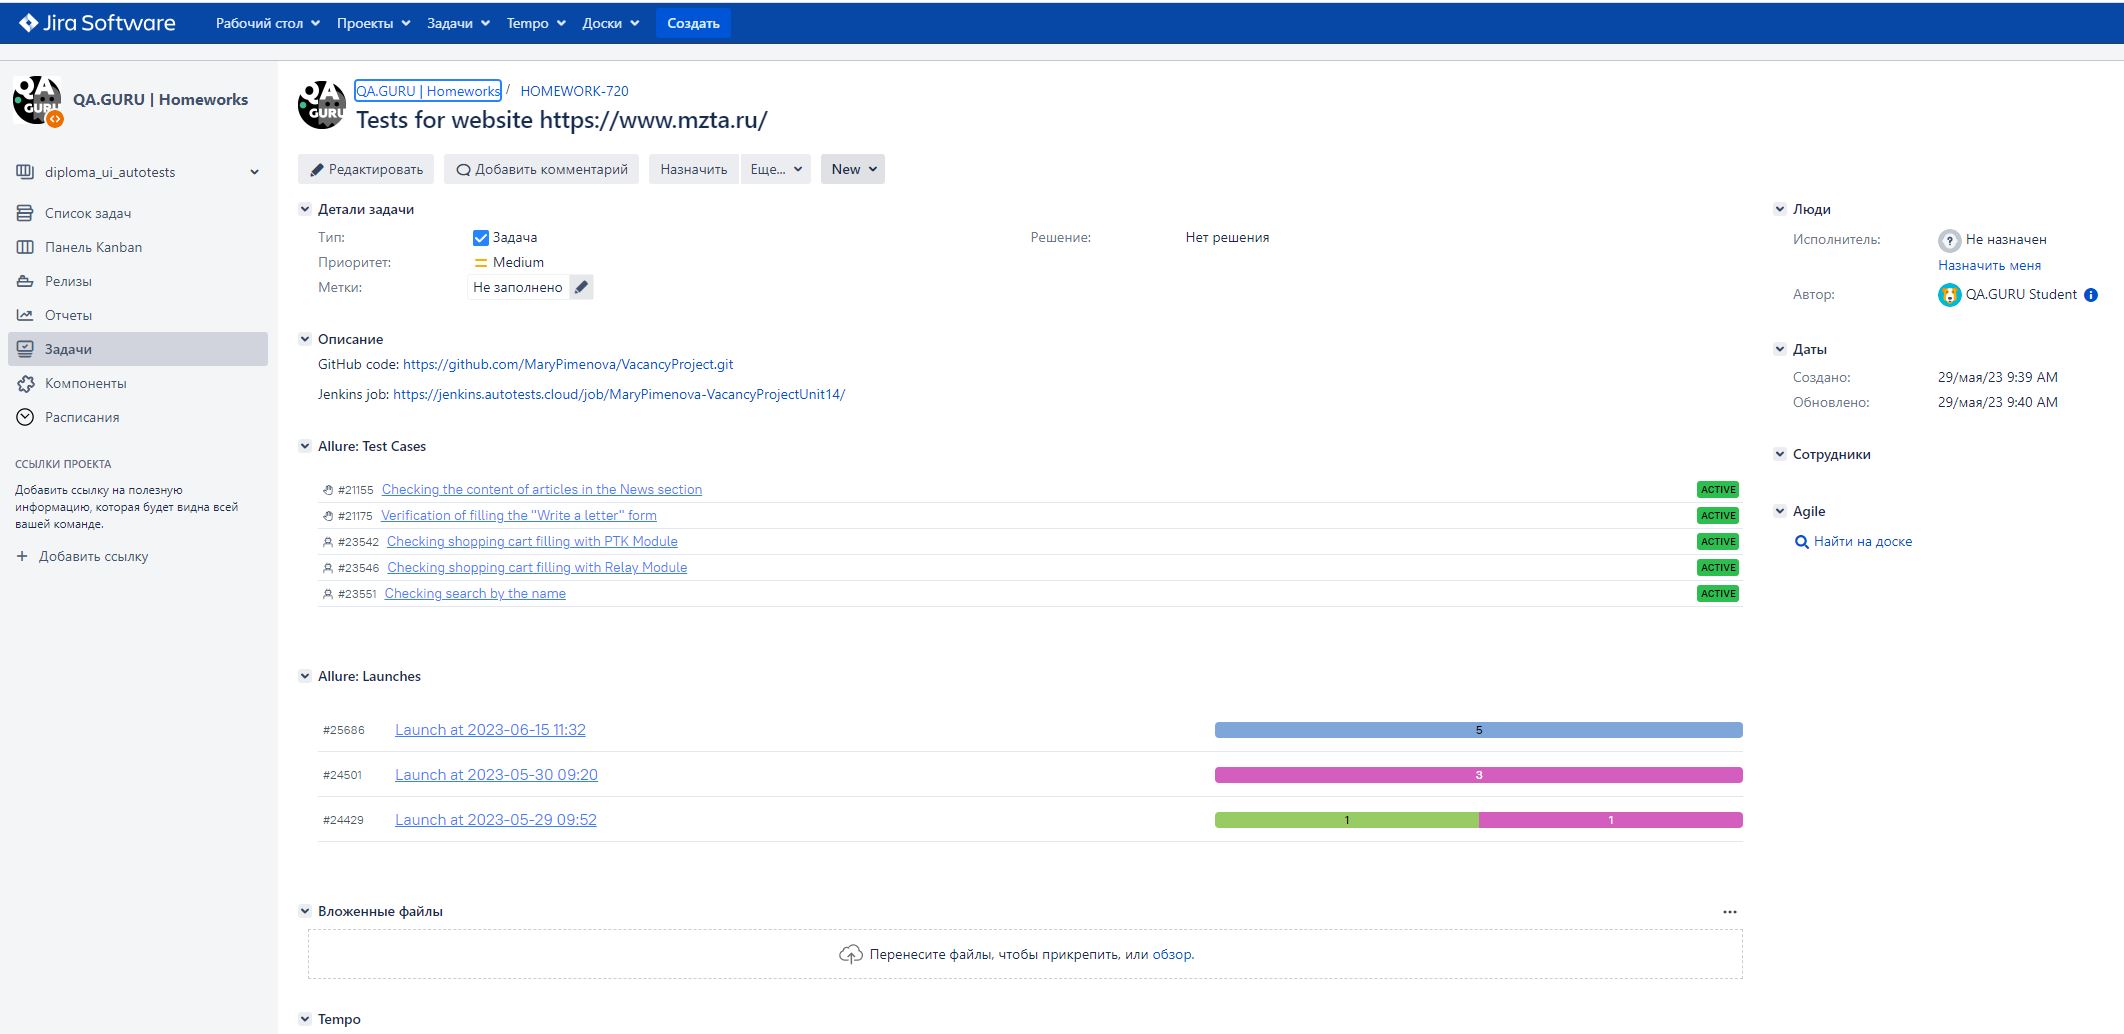 Jira Software Рабочий стол Проекты Задачи Tempo Доски Создать
QA GURU
QA.GURU | Homeworks
diploma_ui_autotests
Список задач
Панель Kanban
Релизы
Отчеты
Задачи
Компоненты
Расписания
ССЫЛКИ ПРОЕКТА
Добавить ссылку на полезную
информацию, которая будет видна всей
вашей команде.
+ Добавить ссылку
QA GURU
QA.GURU | Homeworks / HOMEWORK-720
Tests for website https://www.mzta.ru/
Редактировать Добавить комментарий Назначить Еще... New
Детали задачи
Тип: Задача Решение: Нет решения
Приоритет: Medium
Метки: Не заполнено
Описание
GitHub code: https://github.com/MaryPimenova/VacancyProject.git
Jenkins job: https://jenkins.autotests.cloud/job/MaryPimenova-VacancyProjectUnit14/
Allure: Test Cases
#21155 Checking the content of articles in the News section ACTIVE
#21175 Verification of filling the "Write a letter" form ACTIVE
#23542 Checking shopping cart filling with PTK Module ACTIVE
#23546 Checking shopping cart filling with Relay Module ACTIVE
#23551 Checking search by the name ACTIVE
Allure: Launches
#25686 Launch at 2023-06-15 11:32 5
#24501 Launch at 2023-05-30 09:20 3
#24429 Launch at 2023-05-29 09:52 1 1
Вложенные файлы ...
Перенесите файлы, чтобы прикрепить, или обзор.
Tempo
Люди
Исполнитель: ? Не назначен
Назначить меня
Автор: QA.GURU Student i
Даты
Создано: 29/мая/23 9:39 AM
Обновлено: 29/мая/23 9:40 AM
Сотрудники
Agile
Найти на доске